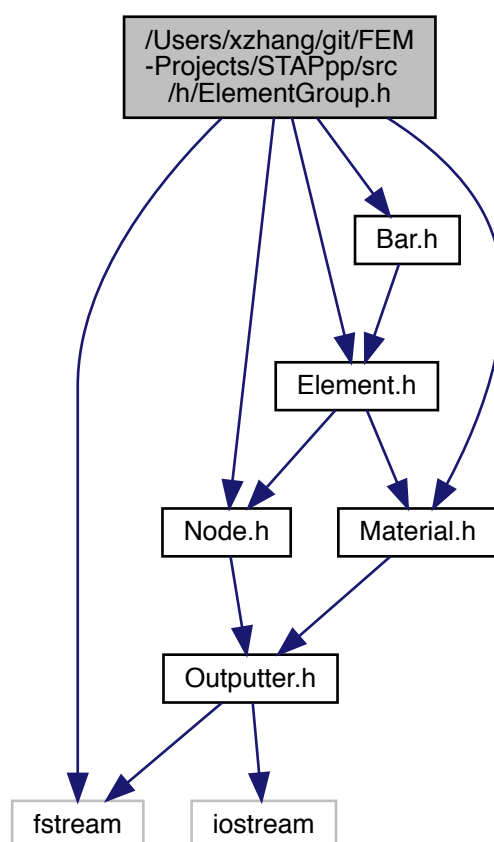 /Users/xzhang/git/FEM
-Projects/STAPpp/src
/h/ElementGroup.h
Bar.h
Element.h
Node.h
Material.h
Outputter.h
fstream
iostream